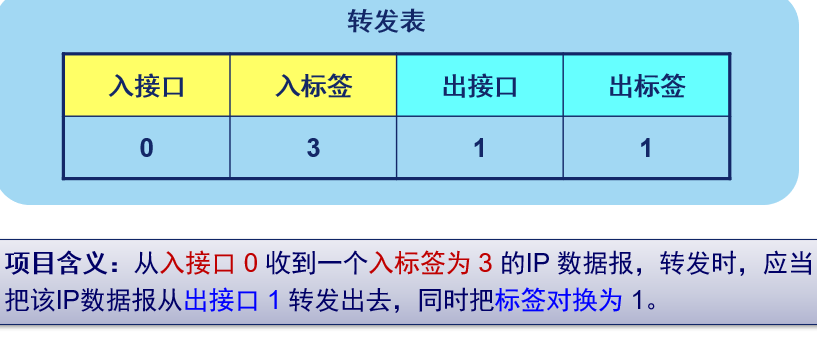 转发表
入接口 入标签 出接口 出标签
0 3 1 1
项目含义：从入接口 0 收到一个入标签为 3 的IP 数据报，转发时，应当
把该IP数据报从出接口 1 转发出去，同时把标签对换为 1。